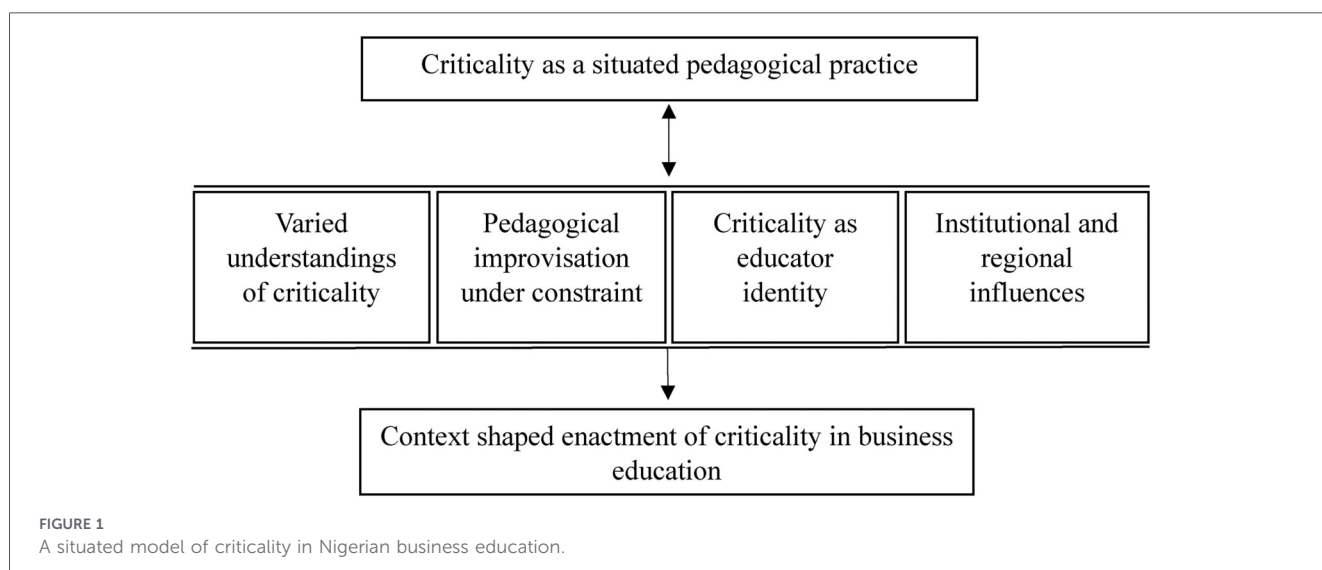 Criticality as a situated pedagogical practice
Varied
understandings
of criticality
Pedagogical
improvisation
under constraint
Criticality as
educator
identity
Institutional and
regional
influences
Context shaped enactment of criticality in business
education
FIGURE 1
A situated model of criticality in Nigerian business education.